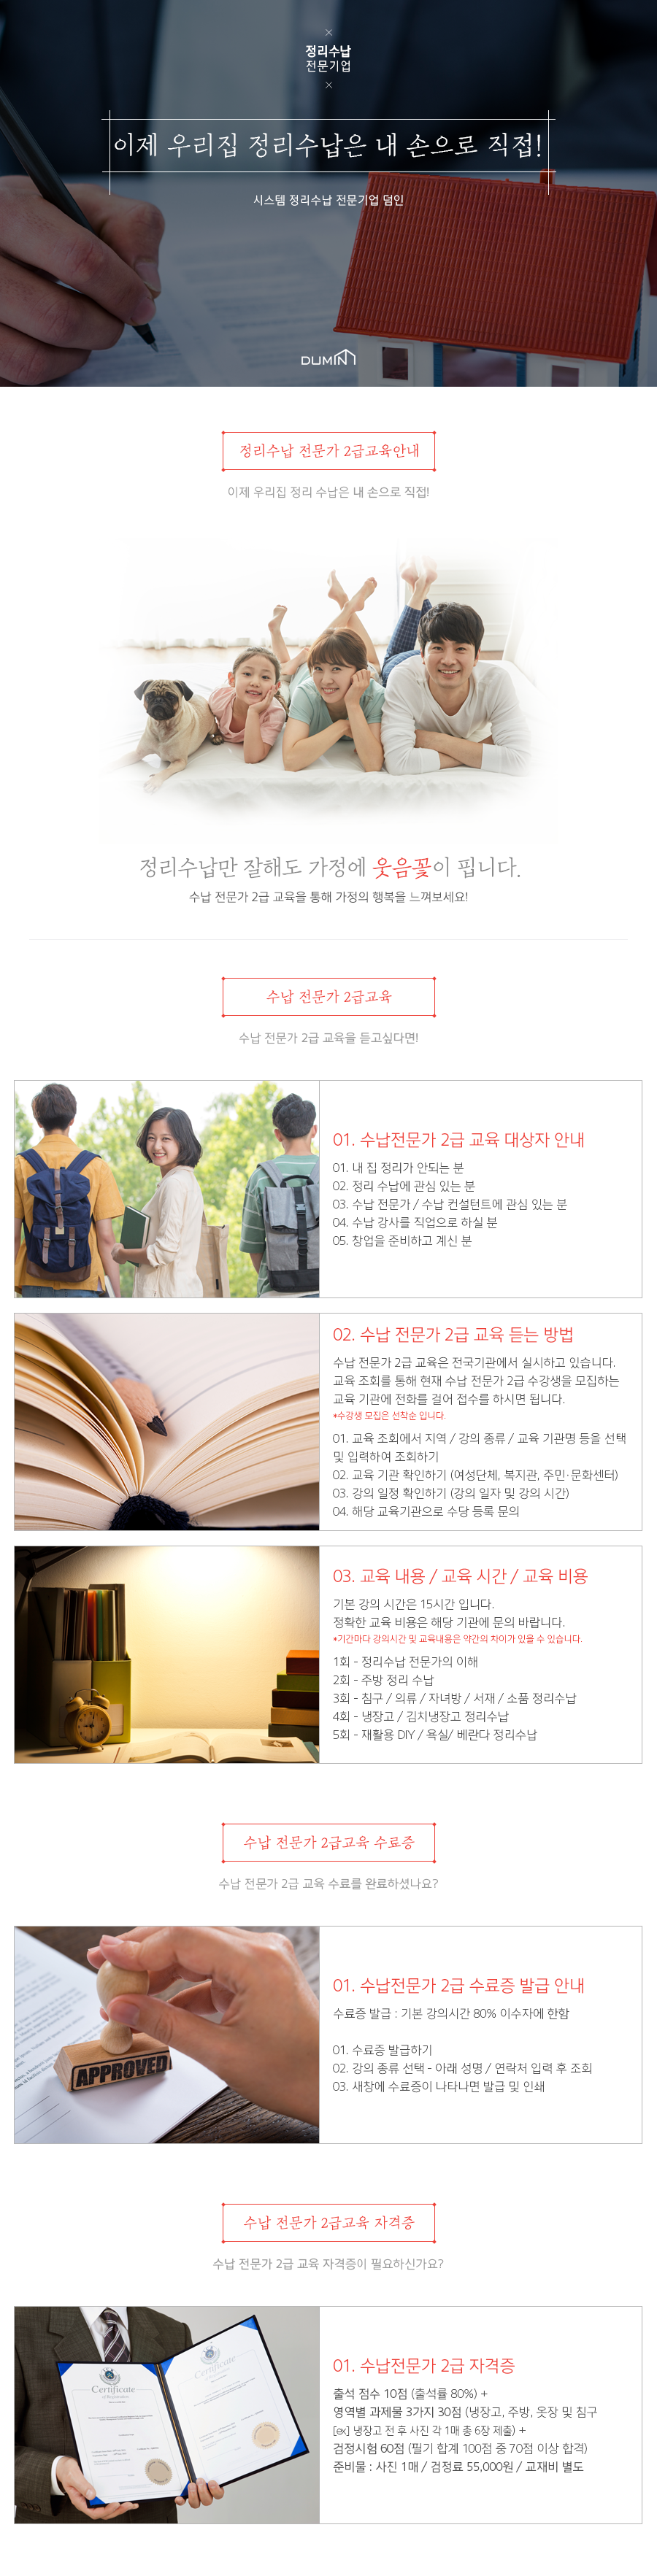 정리수납
전문기업
이제 우리집 정리수납은 내 손으로 직접!
시스템 정리수납 전문기업 덤인
DUMIN
정리수납 전문가 2급교육안내
이제 우리집 정리 수납은 내 손으로 직접!
정리수납만 잘해도 가정에 웃음꽃이 핍니다.
수납 전문가 2급 교육을 통해 가정의 행복을 느껴보세요!
수납 전문가 2급교육
수납 전문가 2급 교육을 듣고싶다면!
01. 수납전문가 2급 교육 대상자 안내
01. 내 집 정리가 안되는 분
02. 정리 수납에 관심 있는 분
03. 수납 전문가 / 수납 컨설턴트에 관심 있는 분
04. 수납 강사를 직업으로 하실 분
05. 창업을 준비하고 계신 분
02. 수납 전문가 2급 교육 듣는 방법
수납 전문가 2급 교육은 전국기관에서 실시하고 있습니다.
교육 조회를 통해 현재 수납 전문가 2급 수강생을 모집하는
교육 기관에 전화를 걸어 접수를 하시면 됩니다.
*수강생 모집은 선착순 입니다.
01. 교육 조회에서 지역 / 강의 종류 / 교육 기관명 등을 선택
및 입력하여 조회하기
02. 교육 기관 확인하기 (여성단체, 복지관, 주민·문화센터)
03. 강의 일정 확인하기 (강의 일자 및 강의 시간)
04. 해당 교육기관으로 수당 등록 문의
03. 교육 내용 / 교육 시간 / 교육 비용
기본 강의 시간은 15시간 입니다.
정확한 교육 비용은 해당 기관에 문의 바랍니다.
*기간마다 강의시간 및 교육내용은 약간의 차이가 있을 수 있습니다.
1회 - 정리수납 전문가의 이해
2회 - 주방 정리 수납
3회 - 침구 / 의류 / 자녀방 / 서재 / 소품 정리수납
4회 - 냉장고 / 김치냉장고 정리수납
5회 - 재활용 DIY / 욕실/ 베란다 정리수납
수납 전문가 2급교육 수료증
수납 전문가 2급 교육 수료를 완료하셨나요?
APPROVED
01. 수납전문가 2급 수료증 발급 안내
수료증 발급 : 기본 강의시간 80% 이수자에 한함
01. 수료증 발급하기
02. 강의 종류 선택 - 아래 성명 / 연락처 입력 후 조회
03. 새창에 수료증이 나타나면 발급 및 인쇄
수납 전문가 2급교육 자격증
수납 전문가 2급 교육 자격증이 필요하신가요?
Certificate
Certificate
01. 수납전문가 2급 자격증
출석 점수 10점 (출석률 80%) +
영역별 과제물 3가지 30점 (냉장고, 주방, 옷장 및 침구
[ex] 냉장고 전 후 사진 각 1매 총 6장 제출) +
검정시험 60점 (필기 합계 100점 중 70점 이상 합격)
준비물 : 사진 1매 / 검정료 55,000원 / 교재비 별도